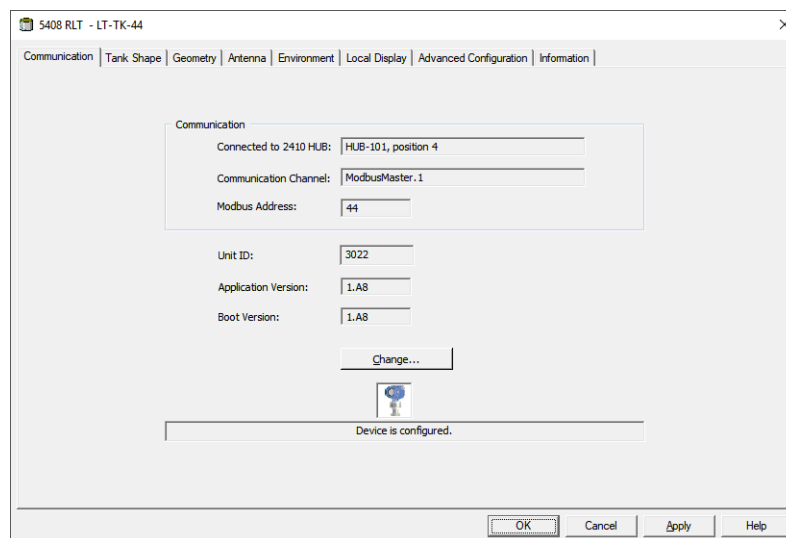 5408 RLT - LT-TK-44
Communication Tank Shape Geometry Antenna Environment Local Display Advanced Configuration Information
Communication
Connected to 2410 HUB: HUB-101, position 4
Communication Channel: ModbusMaster.1
Modbus Address: 44
Unit ID: 3022
Application Version: 1.A8
Boot Version: 1.A8
Change...
Device is configured.
OK Cancel Apply Help